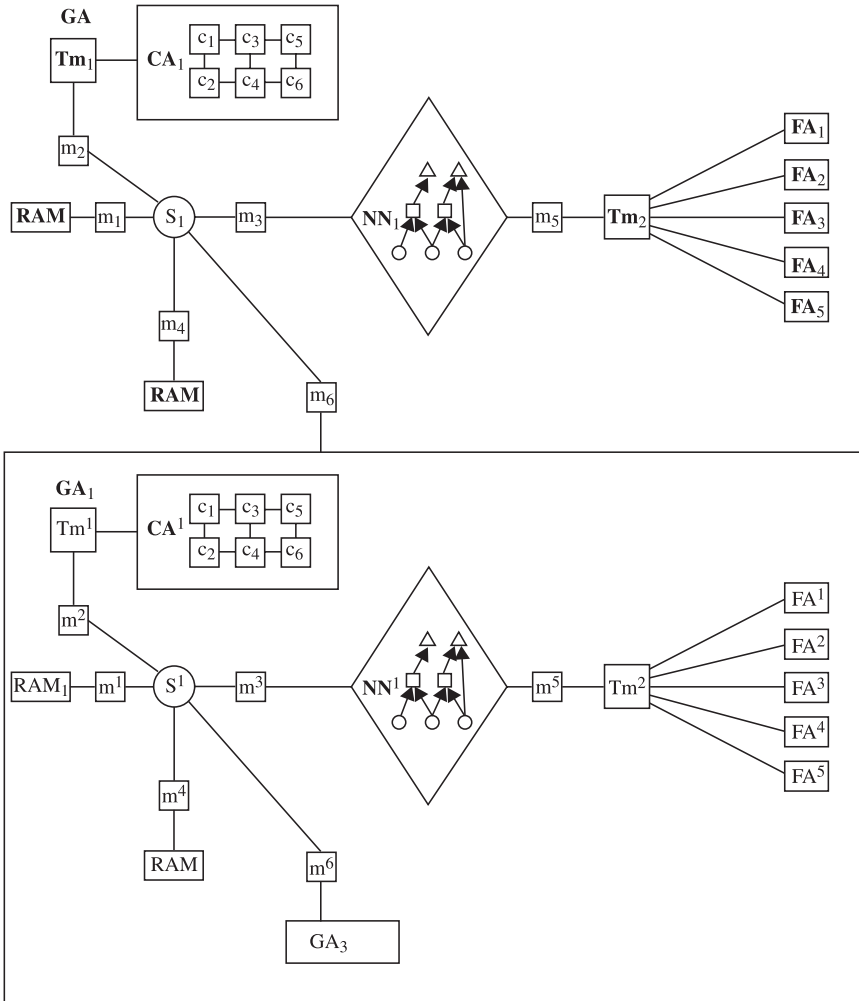 GA
Tm₁
CA₁
c₁ c₃ c₅
c₂ c₄ c₆
m₂
RAM m₁ S₁ m₃
NN₁
m₅ Tm₂
FA₁
FA₂
FA₃
FA₄
FA₅
m₄
RAM
m₆
GA₁
Tm¹
CA¹
c₁ c₃ c₅
c₂ c₄ c₆
m²
RAM₁ m¹ S¹ m³
NN¹
m⁵ Tm²
FA¹
FA²
FA³
FA⁴
FA⁵
m⁴
RAM
m⁶
GA₃